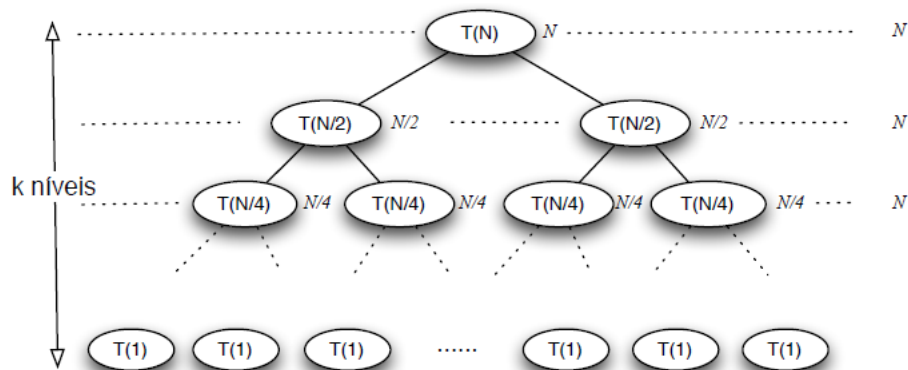 T(N) N N
T(N/2) N/2 T(N/2) N/2 N
k níveis
T(N/4) N/4 T(N/4) N/4 T(N/4) N/4 T(N/4) N/4 N
T(1) T(1) T(1) ...... T(1) T(1) T(1)